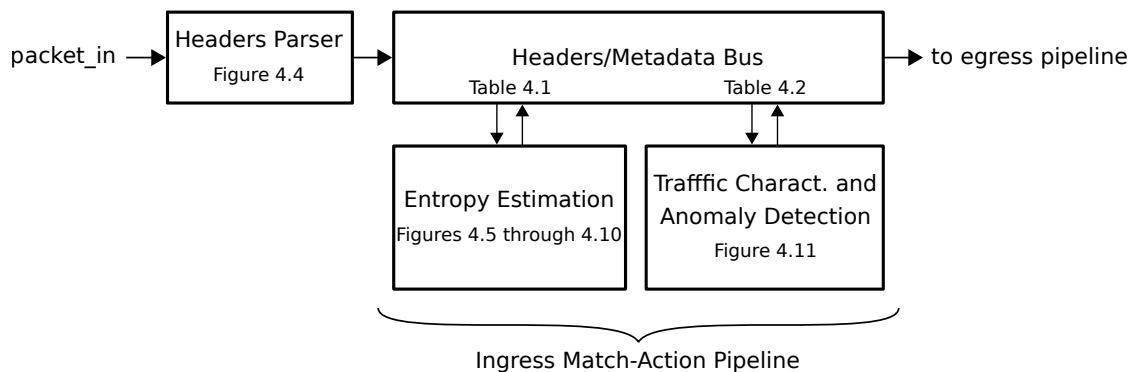 packet_in
Headers Parser
Figure 4.4
Headers/Metadata Bus
Table 4.1
Table 4.2
to egress pipeline
Entropy Estimation
Figures 4.5 through 4.10
Trafffic Charact. and
Anomaly Detection
Figure 4.11
Ingress Match-Action Pipeline